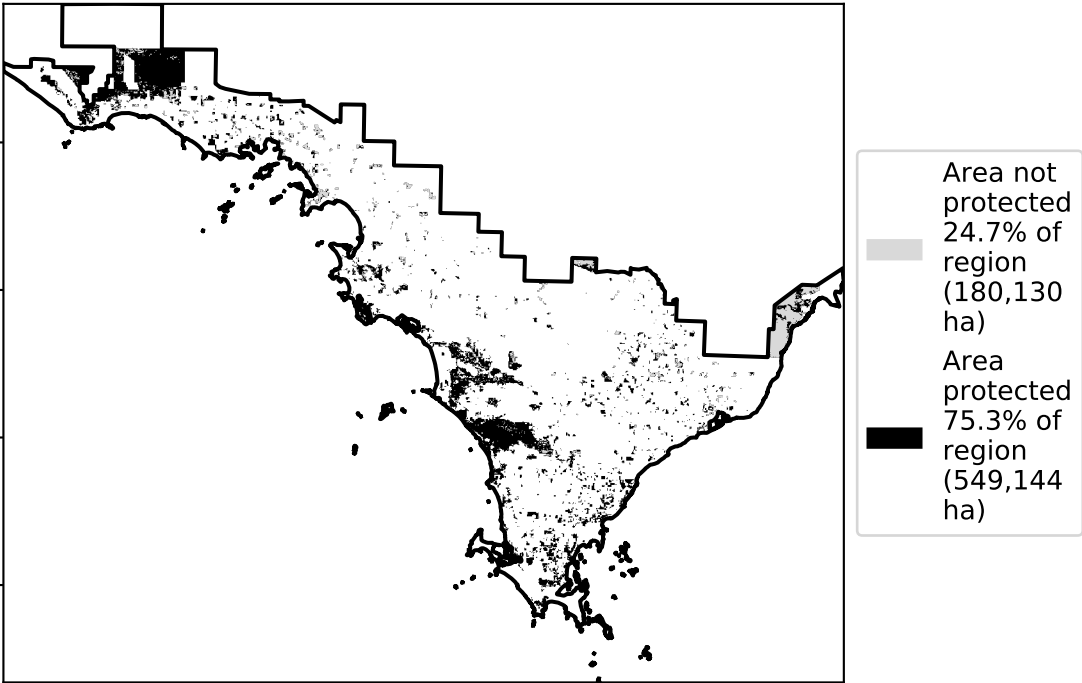 Area not
protected
24.7% of
region
(180,130
ha)
Area
protected
75.3% of
region
(549,144
ha)